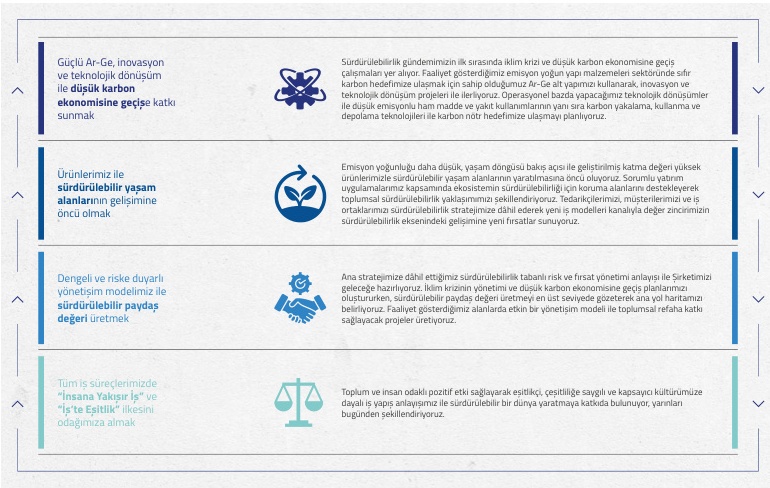 Güçlü Ar-Ge, inovasyon
ve teknolojik dönüşüm
ile düşük karbon
ekonomisine geçişe katkı
sunmak
Sürdürülebilirlik gündemimizin ilk sırasında iklim krizi ve düşük karbon ekonomisine geçiş
çalışmaları yer alıyor. Faaliyet gösterdiğimiz emisyon yoğun yapı malzemeleri sektöründe sıfır
karbon hedefimize ulaşmak için sahip olduğumuz Ar-Ge alt yapımızı kullanarak, inovasyon ve
teknolojik dönüşüm projeleri ile ilerliyoruz. Operasyonel bazda yapacağımız teknolojik dönüşümler
ile düşük emisyonlu ham madde ve yakıt kullanımlarının yanı sıra karbon yakalama, kullanma ve
depolama teknolojileri ile karbon nötr hedefimize ulaşmayı planlıyoruz.
Ürünlerimiz ile
sürdürülebilir yaşam
alanlarının gelişimine
öncü olmak
Emisyon yoğunluğu daha düşük, yaşam döngüsü bakış açısı ile geliştirilmiş katma değeri yüksek
ürünlerimizle sürdürülebilir yaşam alanlarının yaratılmasına öncü oluyoruz. Sorumlu yatırım
uygulamalarımız kapsamında ekosistemin sürdürülebilirliği için koruma alanlarını destekleyerek
toplumsal sürdürülebilirlik yaklaşımımızı şekillendiriyoruz. Tedarikçilerimizi, müşterilerimizi ve iş
ortaklarımızı sürdürülebilirlik stratejimize dâhil ederek yeni iş modelleri kanalıyla değer zincirimizin
sürdürülebilirlik eksenindeki gelişimine yeni fırsatlar sunuyoruz.
Dengeli ve riske duyarlı
yönetişim modelimiz ile
sürdürülebilir paydaş
değeri üretmek
Ana stratejimize dâhil ettiğimiz sürdürülebilirlik tabanlı risk ve fırsat yönetimi anlayışı ile Şirketimizi
geleceğe hazırlıyoruz. İklim krizinin yönetimi ve düşük karbon ekonomisine geçiş planlarımızı
oluştururken, sürdürülebilir paydaş değeri üretmeyi en üst seviyede gözeterek ana yol haritamızı
belirliyoruz. Faaliyet gösterdiğimiz alanlarda etkin bir yönetişim modeli ile toplumsal refaha katkı
sağlayacak projeler üretiyoruz.
Tüm iş süreçlerimizde
“İnsana Yakışır İş” ve
“İş'te Eşitlik” ilkesini
odağımıza almak
Toplum ve insan odaklı pozitif etki sağlayarak eşitlikçi, çeşitliliğe saygılı ve kapsayıcı kültürümüze
dayalı iş yapış anlayışımız ile sürdürülebilir bir dünya yaratmaya katkıda bulunuyor, yarınları
bugünden şekillendiriyoruz.